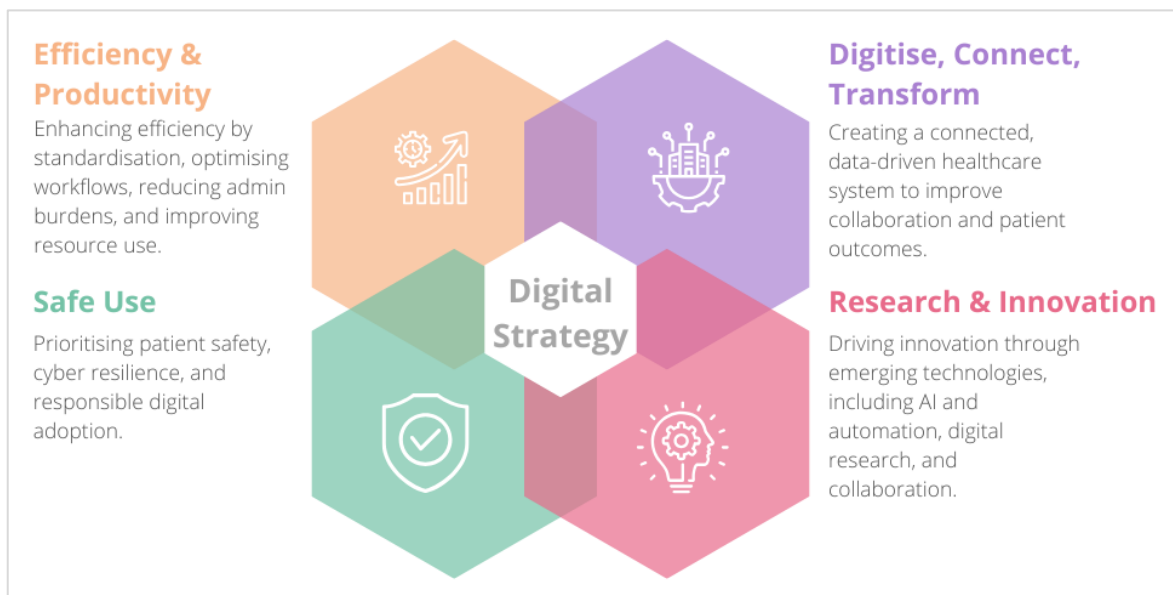 Efficiency &
Productivity
Enhancing efficiency by
standardisation, optimising
workflows, reducing admin
burdens, and improving
resource use.
Safe Use
Prioritising patient safety,
cyber resilience, and
responsible digital
adoption.
Digital
Strategy
Digitise, Connect,
Transform
Creating a connected,
data-driven healthcare
system to improve
collaboration and patient
outcomes.
Research & Innovation
Driving innovation through
emerging technologies,
including AI and
automation, digital
research, and
collaboration.